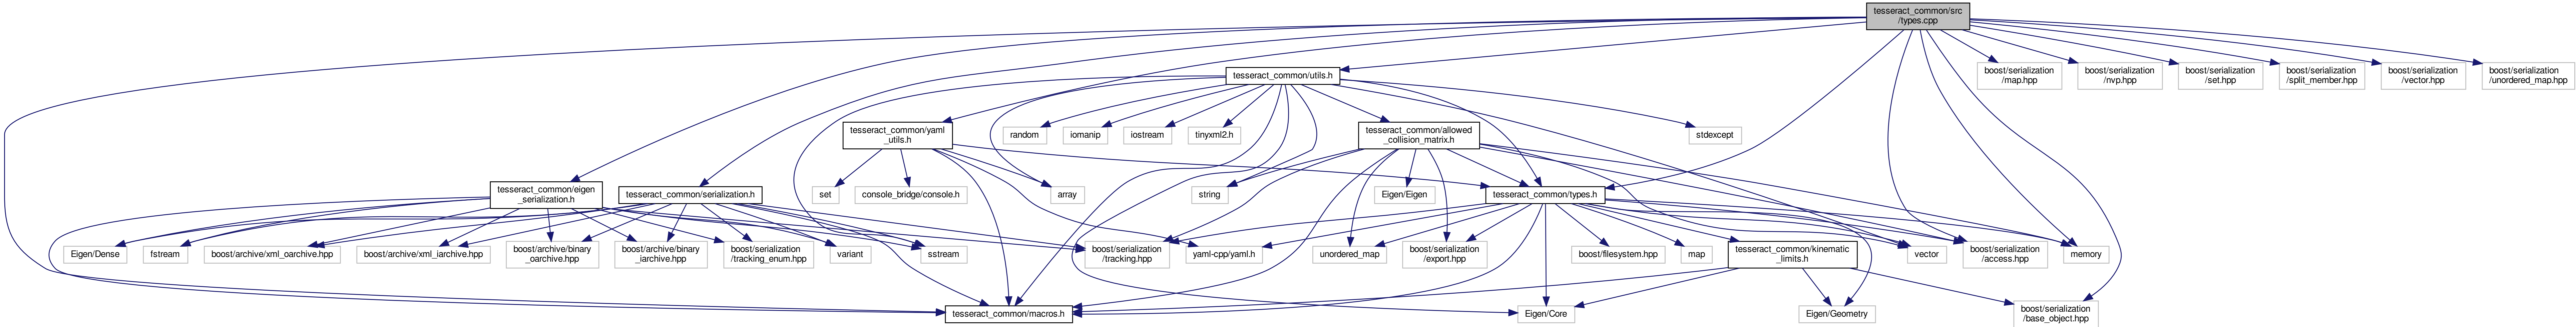 tesseract_common/src
/types.cpp
tesseract_common/utils.h
boost/serialization
/map.hpp
boost/serialization
/nvp.hpp
boost/serialization
/set.hpp
boost/serialization
/split_member.hpp
boost/serialization
/vector.hpp
boost/serialization
/unordered_map.hpp
tesseract_common/yaml
_utils.h
random
iomanip
iostream
tinyxml2.h
tesseract_common/allowed
_collision_matrix.h
stdexcept
tesseract_common/eigen
_serialization.h
tesseract_common/serialization.h
set
console_bridge/console.h
array
string
Eigen/Eigen
tesseract_common/types.h
Eigen/Dense
fstream
boost/archive/xml_oarchive.hpp
boost/archive/xml_iarchive.hpp
boost/archive/binary
_oarchive.hpp
boost/archive/binary
_iarchive.hpp
boost/serialization
/tracking_enum.hpp
variant
sstream
boost/serialization
/tracking.hpp
yaml-cpp/yaml.h
unordered_map
boost/serialization
/export.hpp
boost/filesystem.hpp
map
tesseract_common/kinematic
_limits.h
vector
boost/serialization
/access.hpp
memory
tesseract_common/macros.h
Eigen/Core
Eigen/Geometry
boost/serialization
/base_object.hpp